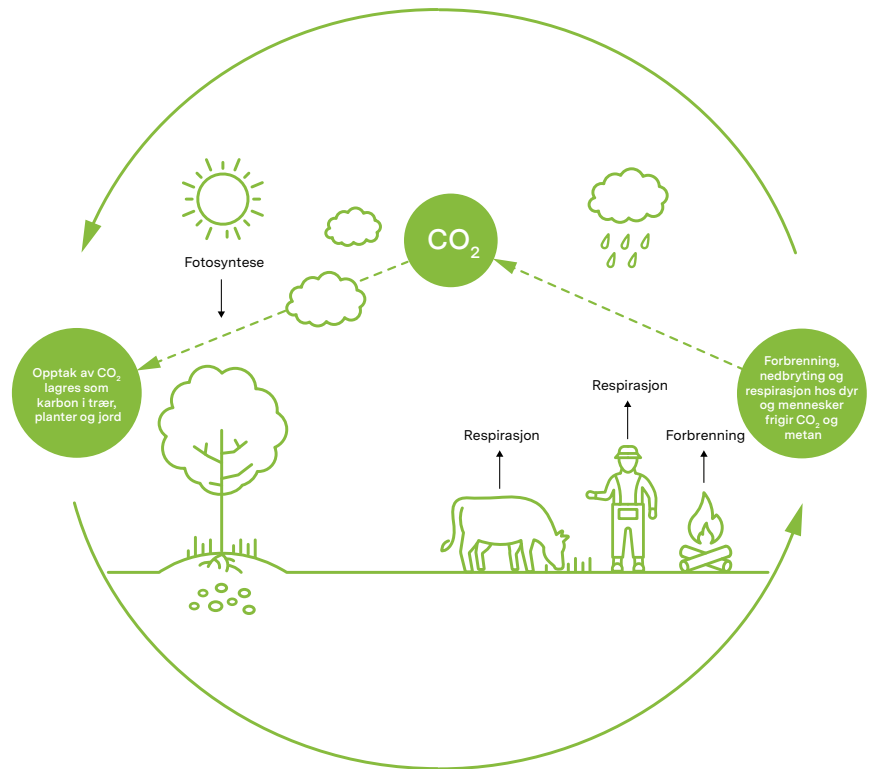 CO₂
Fotosyntese
Opptak av CO₂
lagres som
karbon i trær,
planter og jord
Forbrenning,
nedbryting og
respirasjon hos dyr
og mennesker
frigir CO₂ og
metan
Respirasjon
Respirasjon
Forbrenning